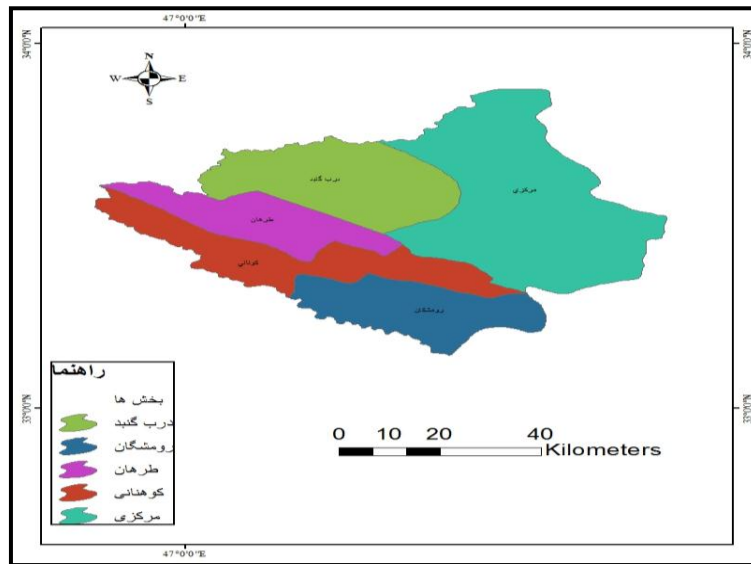 47°0'0"E
34°0'0"N
34°0'0"N
N
W E
S
مرکزی
درب گنبد
طرهان
کوهنانی
رومشگان
راهنما
بخش ها
درب گنبد
رومشگان
طرهان
کوهنانی
مرکزی
33°0'0"N
33°0'0"N
0 10 20 40
Kilometers
47°0'0"E